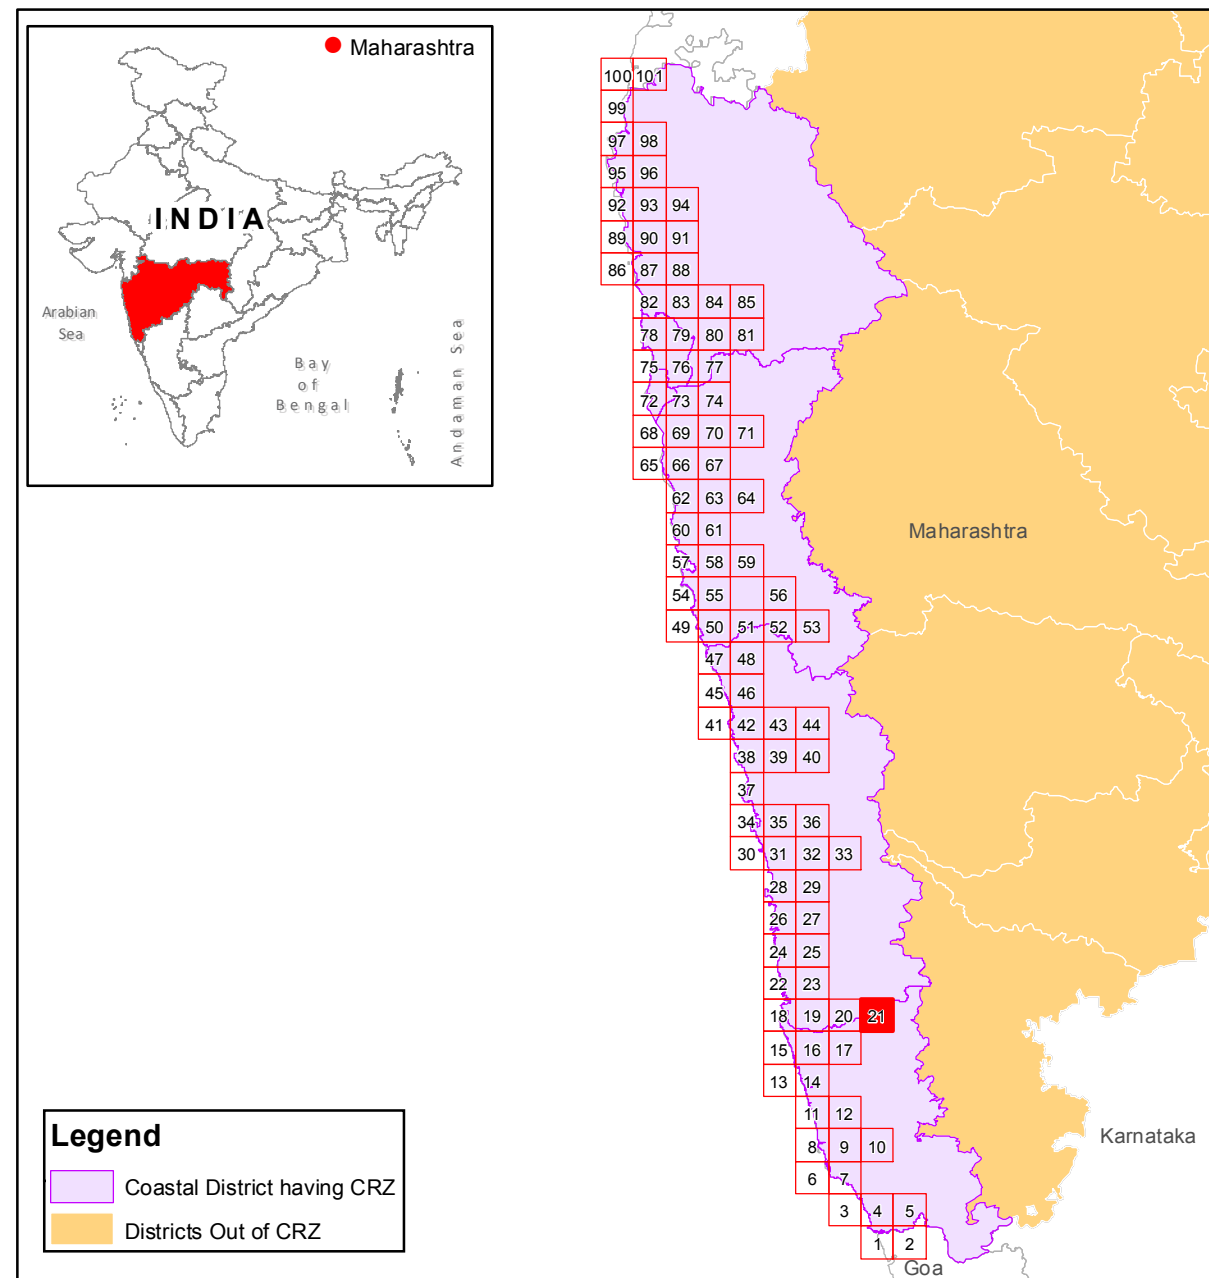 Maharashtra
INDIA
Arabian
Sea
Bay
of
Bengal
Andaman Sea
100 101
99
97 98
95 96
92 93 94
89 90 91
86 87 88
82 83 84 85
78 79 80 81
75 76 77
72 73 74
68 69 70 71
65 66 67
62 63 64
60 61
57 58 59
54 55 56
49 50 51 52 53
47 48
45 46
41 42 43 44
38 39 40
37
34 35 36
30 31 32 33
28 29
26 27
24 25
22 23
18 19 20 21
15 16 17
13 14
11 12
8 9 10
6 7
3 4 5
1 2
Maharashtra
Karnataka
Goa
Legend
Coastal District having CRZ
Districts Out of CRZ